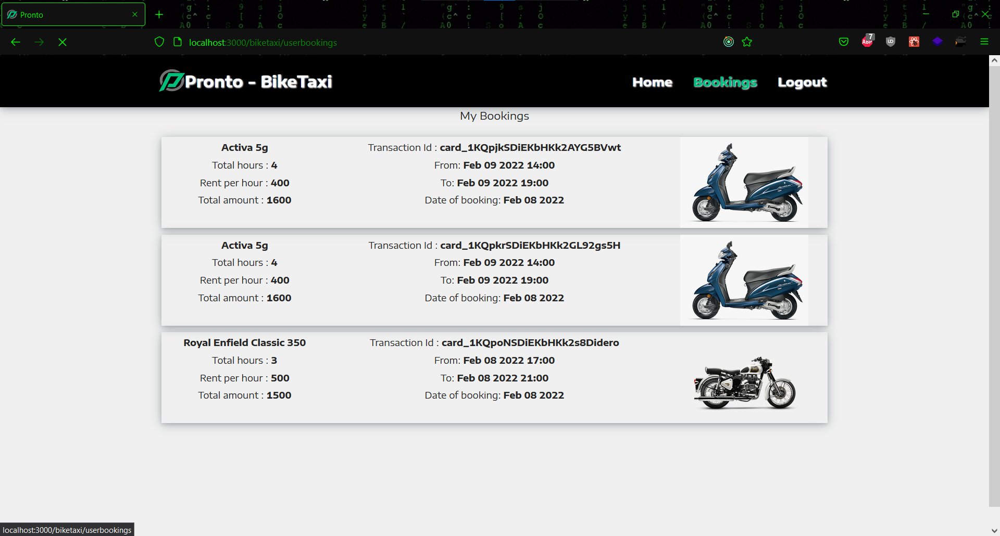 Pronto
localhost:3000/biketaxi/userbookings
7
ABP
Pronto - BikeTaxi
Home
Bookings
Logout
My Bookings
Activa 5g
Total hours : 4
Rent per hour : 400
Total amount : 1600
Transaction Id : card_1KQpjkSDiEKbHKk2AYG5BVwt
From: Feb 09 2022 14:00
To: Feb 09 2022 19:00
Date of booking: Feb 08 2022
Activa 5g
Total hours : 4
Rent per hour : 400
Total amount : 1600
Transaction Id : card_1KQpkrSDiEKbHKk2GL92gs5H
From: Feb 09 2022 14:00
To: Feb 09 2022 19:00
Date of booking: Feb 08 2022
Royal Enfield Classic 350
Total hours : 3
Rent per hour : 500
Total amount : 1500
Transaction Id : card_1KQpoNSDiEKbHKk2s8Didero
From: Feb 08 2022 17:00
To: Feb 08 2022 21:00
Date of booking: Feb 08 2022
localhost:3000/biketaxi/userbookings